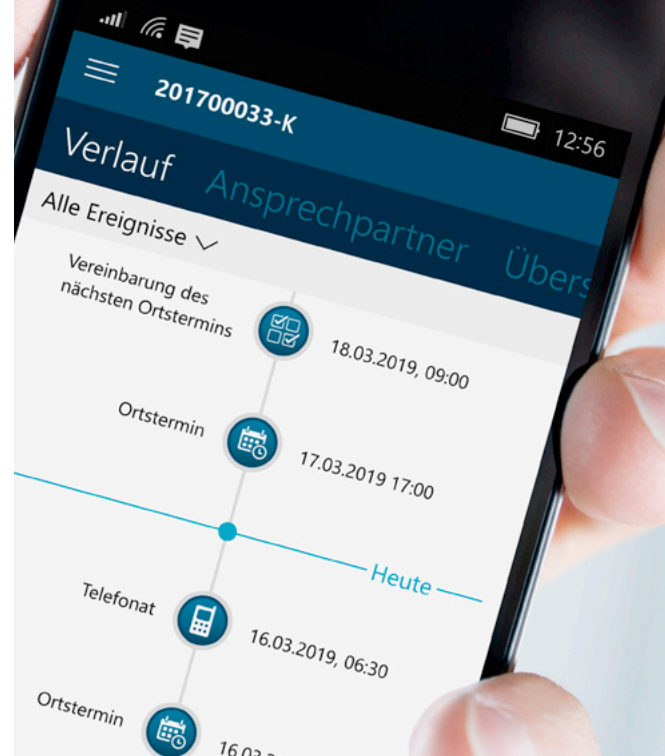 12:56
201700033-K
Verlauf Ansprechpartner
Alle Ereignisse
Vereinbarung des
nächsten Ortstermins
18.03.2019, 09:00
Ortstermin
17.03.2019 17:00
Heute
Telefonat
16.03.2019, 06:30
Ortstermin